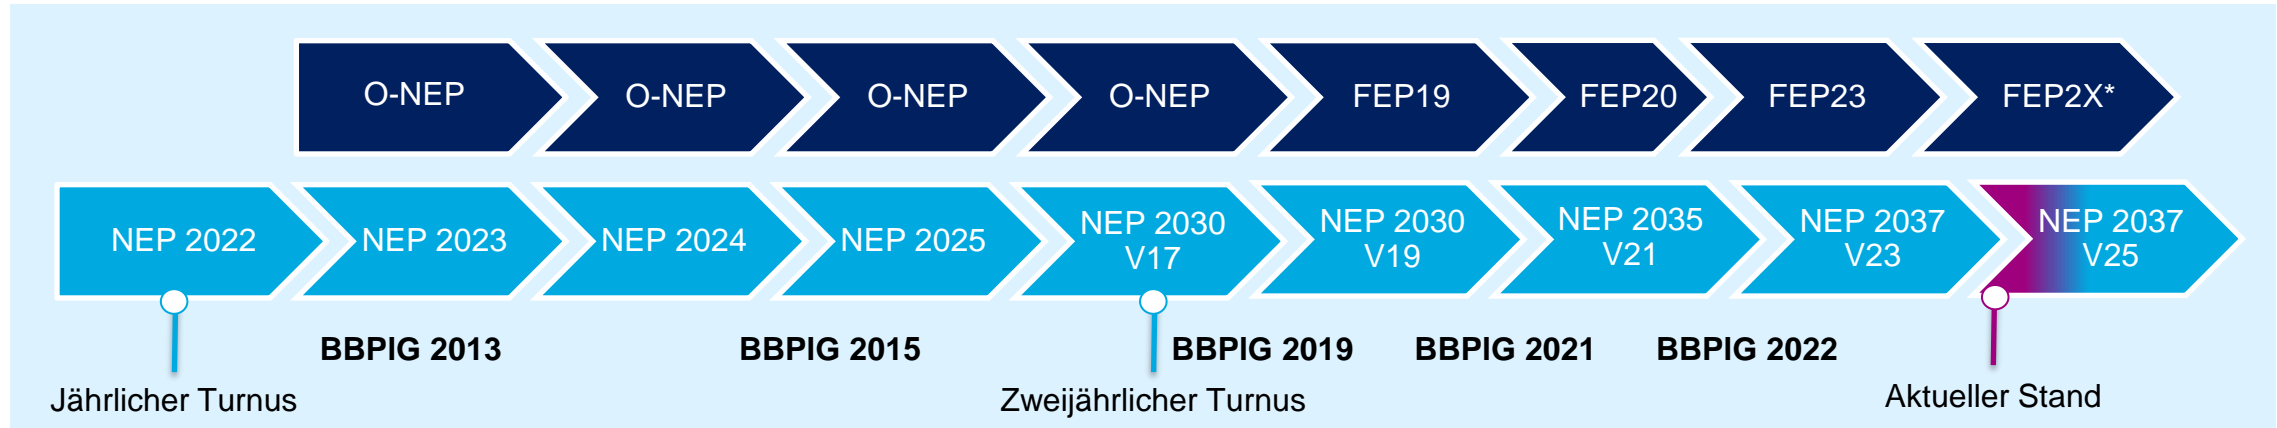 O-NEP
O-NEP
O-NEP
O-NEP
FEP19
FEP20
FEP23
FEP2X*
NEP 2022
NEP 2023
NEP 2024
NEP 2025
NEP 2030
V17
NEP 2030
V19
NEP 2035
V21
NEP 2037
V23
NEP 2037
V25
BBPIG 2013
BBPIG 2015
BBPIG 2019
BBPIG 2021
BBPIG 2022
Jährlicher Turnus
Zweijährlicher Turnus
Aktueller Stand